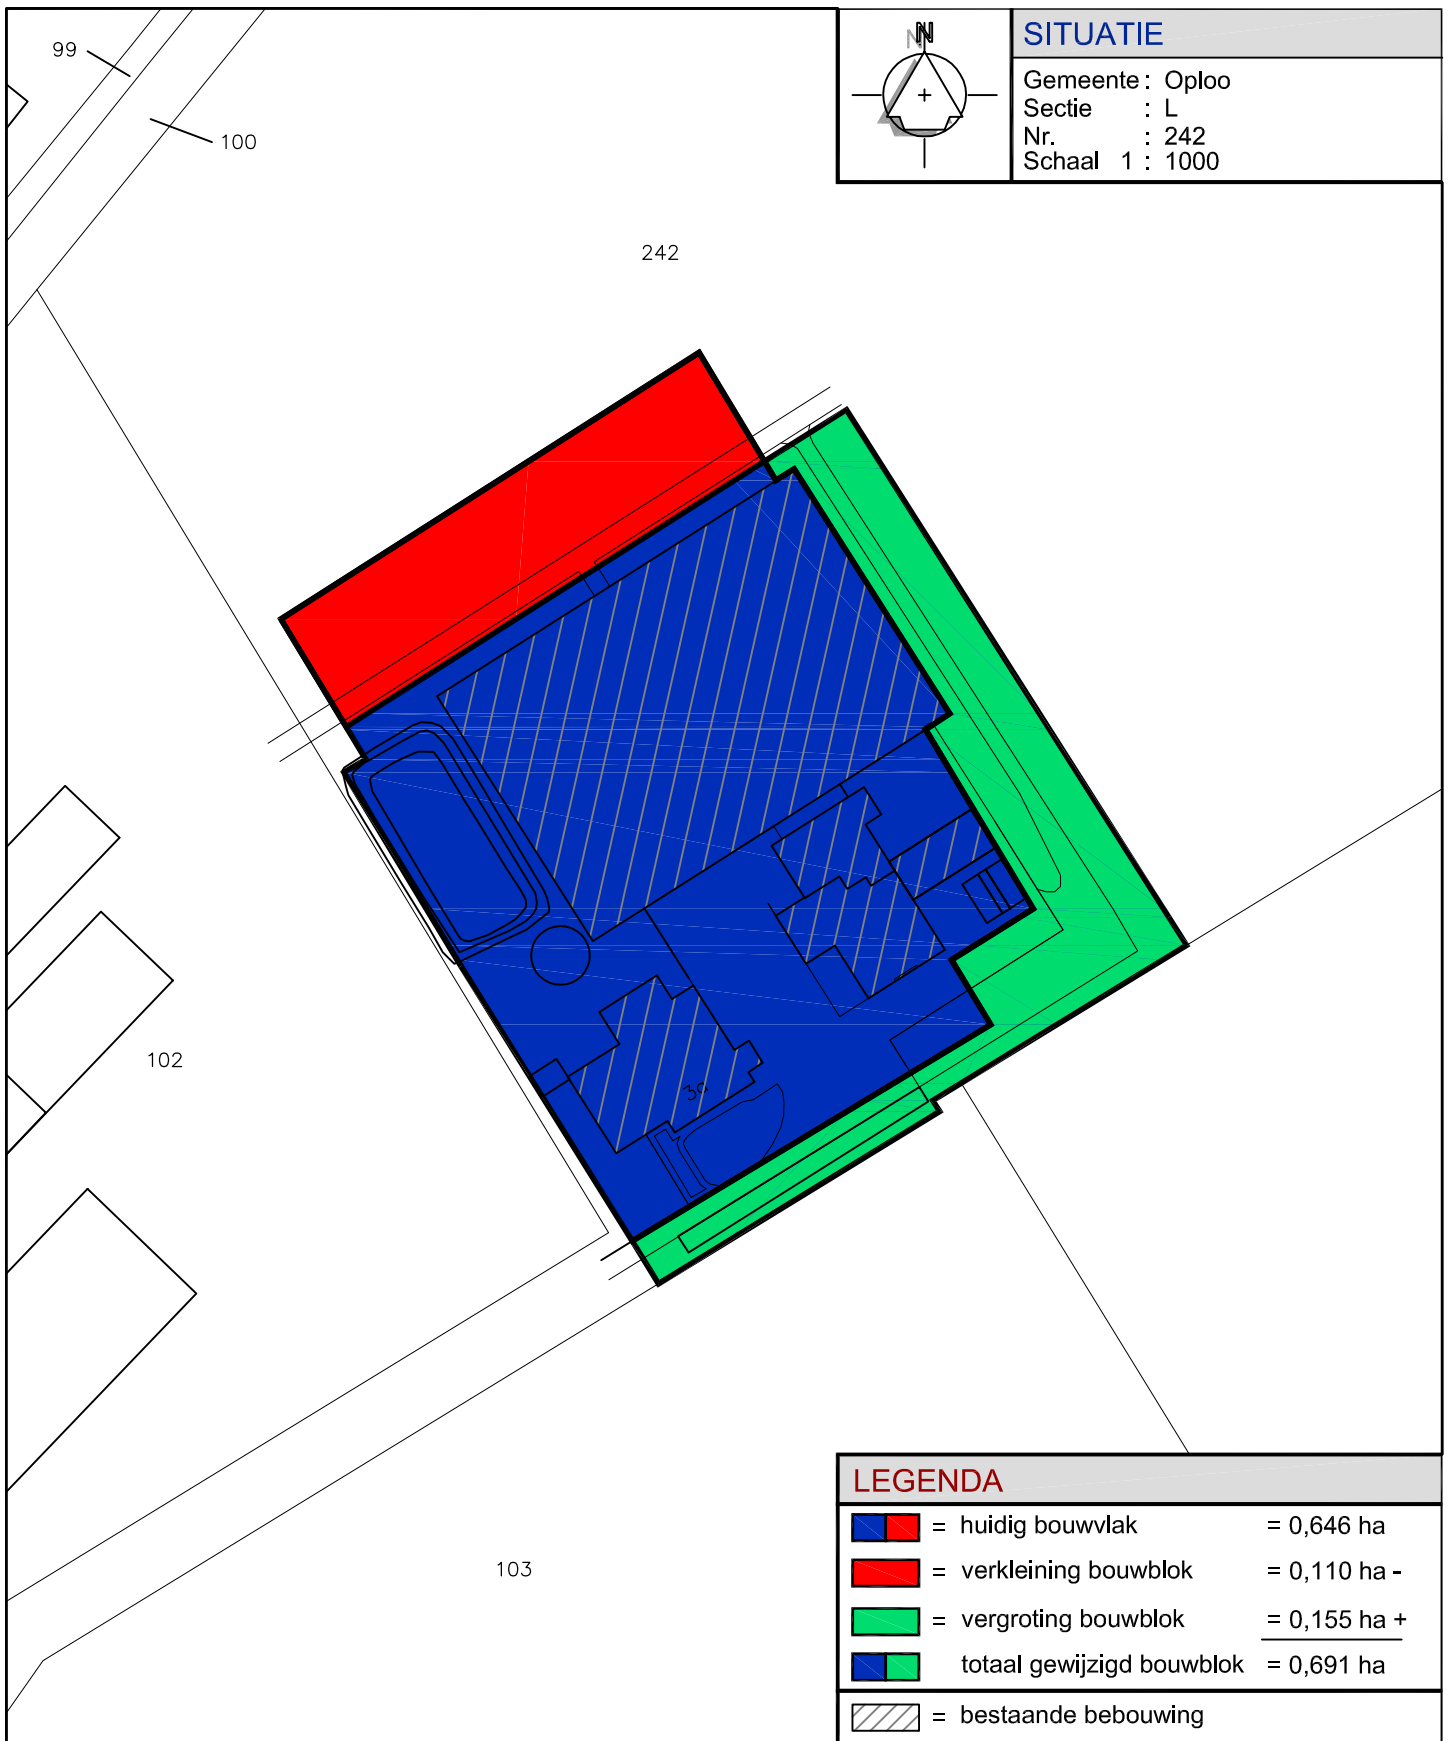 N N
SITUATIE
Gemeente : Oploo
Sectie : L
Nr. : 242
Schaal 1 : 1000
99
100
242
102
3a
103
LEGENDA
= huidig bouwvlak = 0,646 ha
= verkleining bouwblok = 0,110 ha -
= vergroting bouwblok = 0,155 ha +
totaal gewijzigd bouwblok = 0,691 ha
= bestaande bebouwing